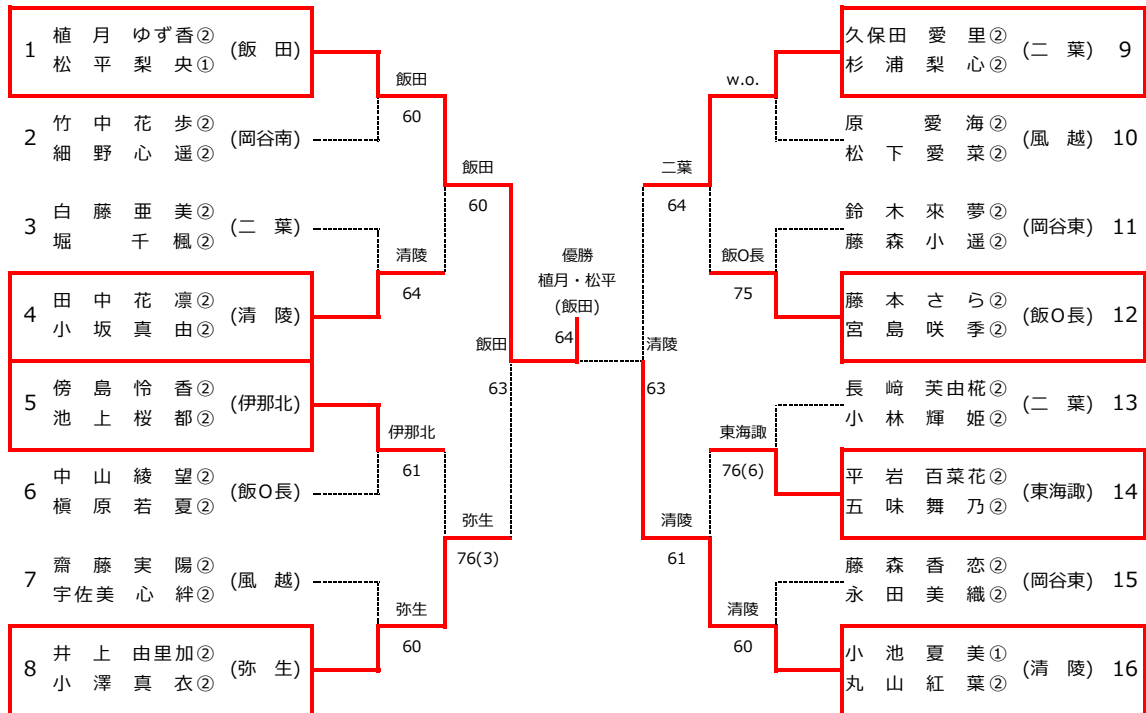 1 植月 ゆず香② (飯田)
松平梨央①
飯田
60
2 竹中花歩② (岡谷南)
細野心遥②
飯田
60
3 白藤亜美② (二葉)
堀 千楓②
清陵
64
4 田中花凛② (清陵)
小坂真由②
飯田
63
5 傍島怜香② (伊那北)
池上桜都②
伊那北
61
6 中山綾望② (飯O長)
槇原若夏②
弥生
76(3)
7 齋藤実陽② (風越)
宇佐美心絆②
弥生
60
8 井上由里加② (弥生)
小澤真衣②
優勝
植月・松平
(飯田)
64
久保田愛里② (二葉) 9
杉浦梨心②
w.o.
原 愛海② (風越) 10
松下愛菜②
二葉
64
鈴木來夢② (岡谷東) 11
藤森小遥②
飯O長
75
藤本さら② (飯O長) 12
宮島咲季②
清陵
63
長﨑芙由椛② (二葉) 13
小林輝姫②
東海諏
76(6)
平岩百菜花② (東海諏) 14
五味舞乃②
清陵
61
藤森香恋② (岡谷東) 15
永田美織②
清陵
60
小池夏美① (清陵) 16
丸山紅葉②